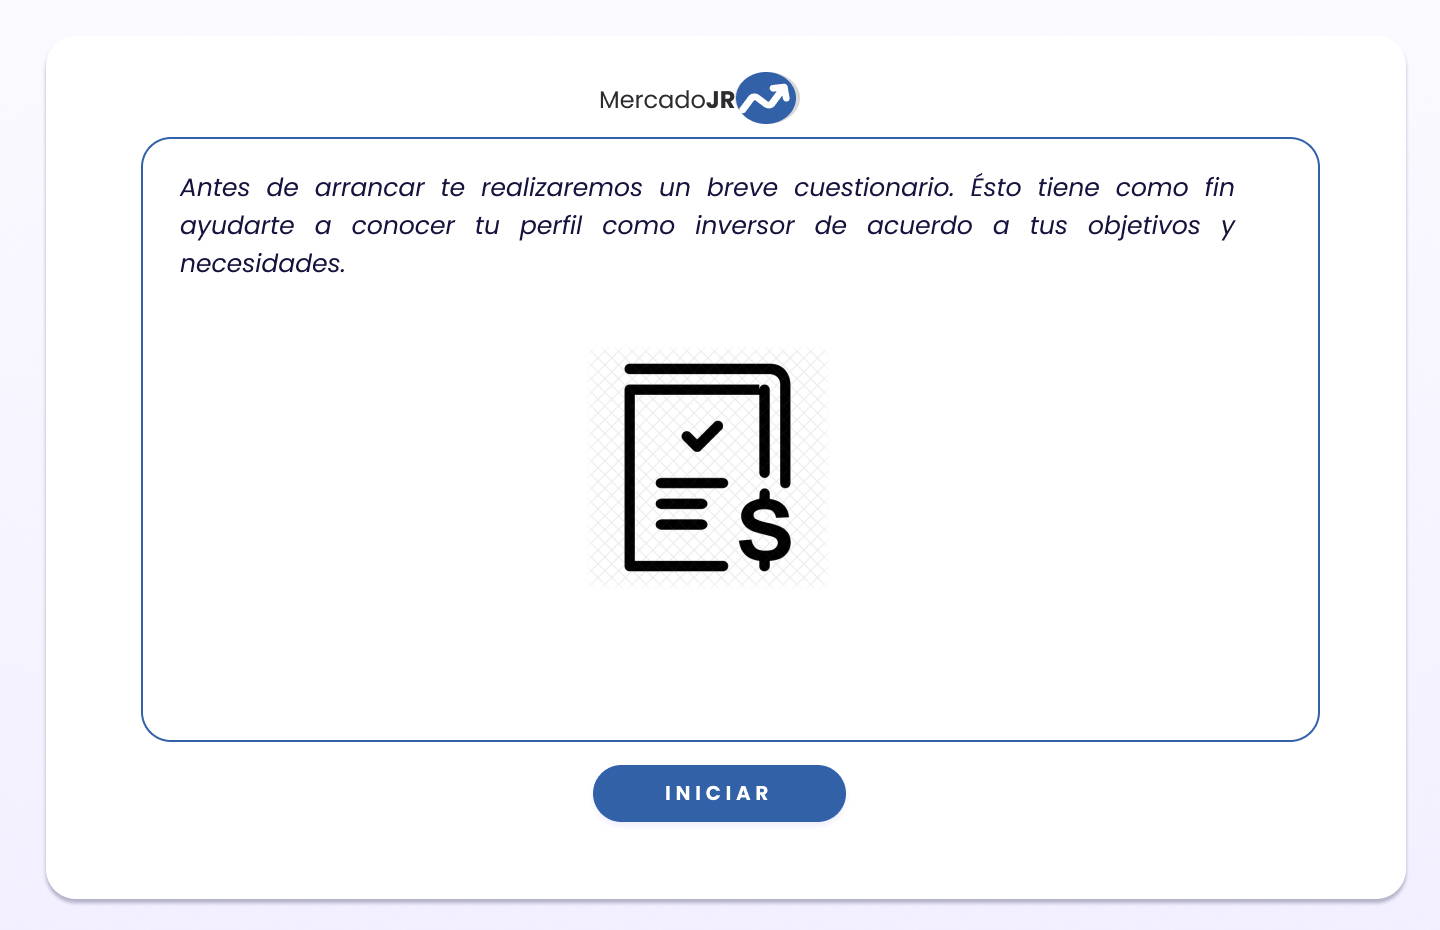 MercadoJR
Antes de arrancar te realizaremos un breve cuestionario. Ésto tiene como fin
ayudarte a conocer tu perfil como inversor de acuerdo a tus objetivos y
necesidades.
$
INICIAR